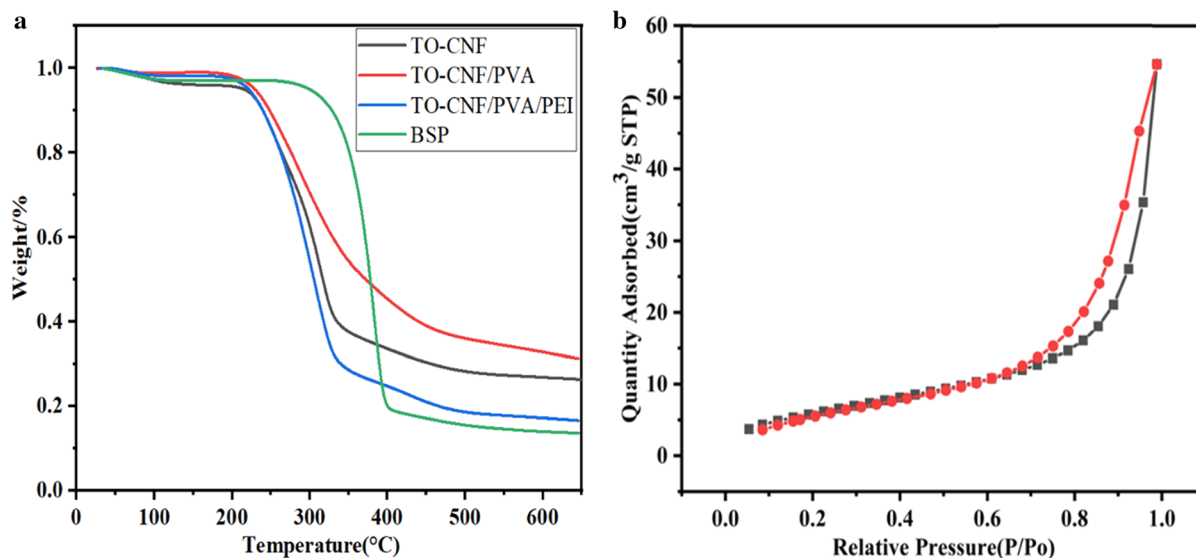 a
TO-CNF
TO-CNF/PVA
TO-CNF/PVA/PEI
BSP
Weight/%
1.0
0.8
0.6
0.4
0.2
0.0
0 100 200 300 400 500 600
Temperature(°C)
b
Quantity Adsorbed(cm³/g STP)
60
50
40
30
20
10
0
0.0 0.2 0.4 0.6 0.8 1.0
Relative Pressure(P/Po)